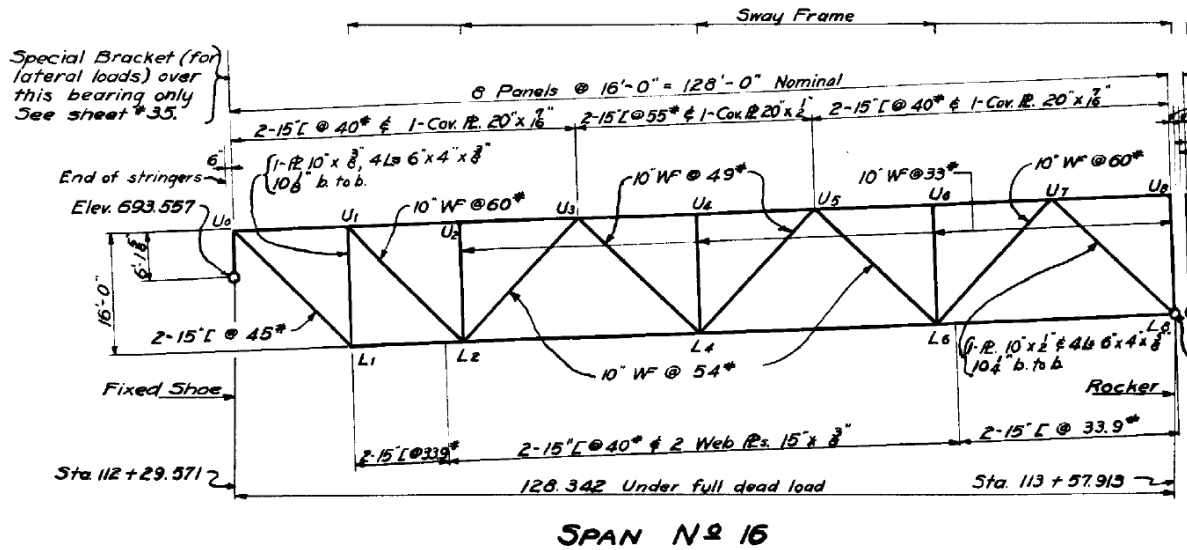 Sway Frame
Special Bracket (for
lateral loads) over
this bearing only
See sheet #35.
8 Panels @ 16'-0" = 128'-0" Nominal
2-15"[ @ 40# & 1-Cov. PL. 20" x 7/16"
2-15"[ @ 55# & 1-Cov. PL 20" x 1/2"
2-15"[ @ 40# & 1-Cov. PL. 20" x 7/16"
6"
End of stringers
Elev. 693.557
1-PL 10" x 3/8", 4 Ls 6" x 4" x 3/8"
b. to b.
10" WF @ 60#
10" WF @ 49#
10" WF @ 33#
10" WF @ 60#
U0
U1
U2
U3
U4
U5
U6
U7
U8
16'-0"
2-15"[ @ 45#
L1
L2
L4
L6
L8
10" WF @ 54#
1-PL. 10" x 1/2" & 4 Ls 6" x 4" x 3/8"
10 1/4" b. to b.
Fixed Shoe
Rocker
2-15"[ @ 33.9#
2-15"[ @ 40# & 2 Web PLs. 15" x 3/8"
2-15"[ @ 33.9#
Sta. 112 + 29.571
128.342 Under full dead load
Sta. 113 + 57.913
SPAN Nº 16